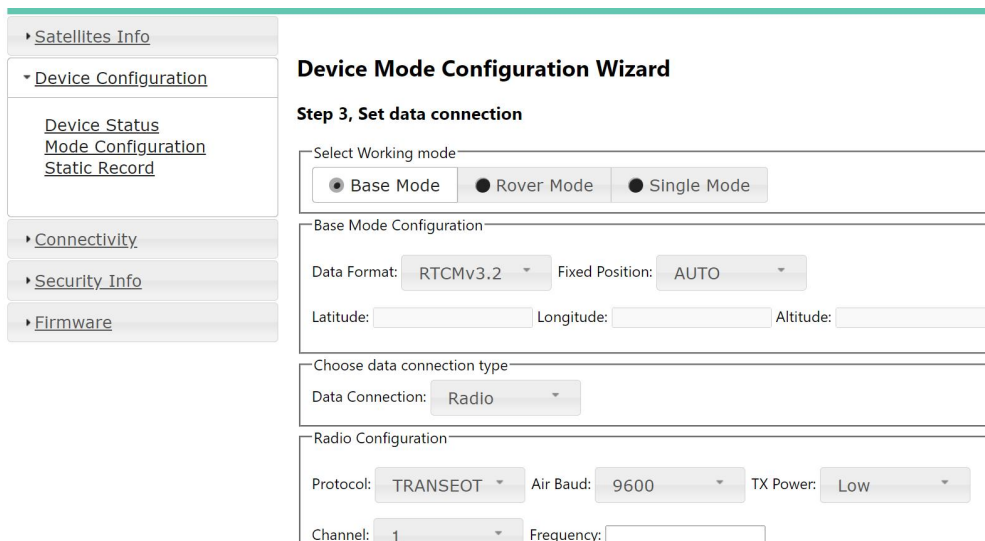 Satellites Info
Device Configuration
Device Status
Mode Configuration
Static Record
Connectivity
Security Info
Firmware
Device Mode Configuration Wizard
Step 3, Set data connection
Select Working mode
Base Mode Rover Mode Single Mode
Base Mode Configuration
Data Format: RTCMv3.2 Fixed Position: AUTO
Latitude: Longitude: Altitude:
Choose data connection type
Data Connection: Radio
Radio Configuration
Protocol: TRANSEOT Air Baud: 9600 TX Power: Low
Channel: 1 Frequency: